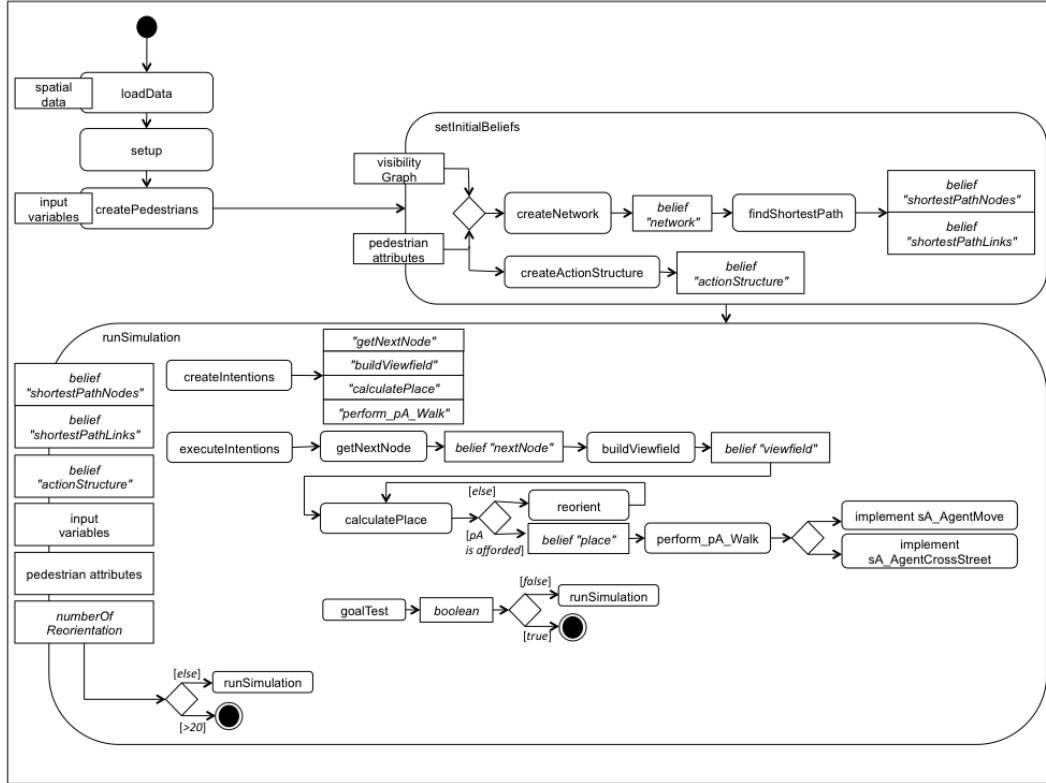 spatial
data
loadData
setup
input
variables
createPedestrians
setInitialBeliefs
visibility
Graph
pedestrian
attributes
createNetwork
belief
"network"
findShortestPath
belief
"shortestPathNodes"
belief
"shortestPathLinks"
createActionStructure
belief
"actionStructure"
runSimulation
belief
"shortestPathNodes"
belief
"shortestPathLinks"
belief
"actionStructure"
input
variables
pedestrian attributes
numberOf
Reorientation
createIntentions
"getNextNode"
"buildViewfield"
"calculatePlace"
"perform_pA_Walk"
executeIntentions
getNextNode
belief "nextNode"
buildViewfield
belief "viewfield"
calculatePlace
[else]
reorient
[pA
is afforded]
belief "place"
perform_pA_Walk
implement sA_AgentMove
implement
sA_AgentCrossStreet
goalTest
boolean
[false]
runSimulation
[true]
[else]
runSimulation
[>20]